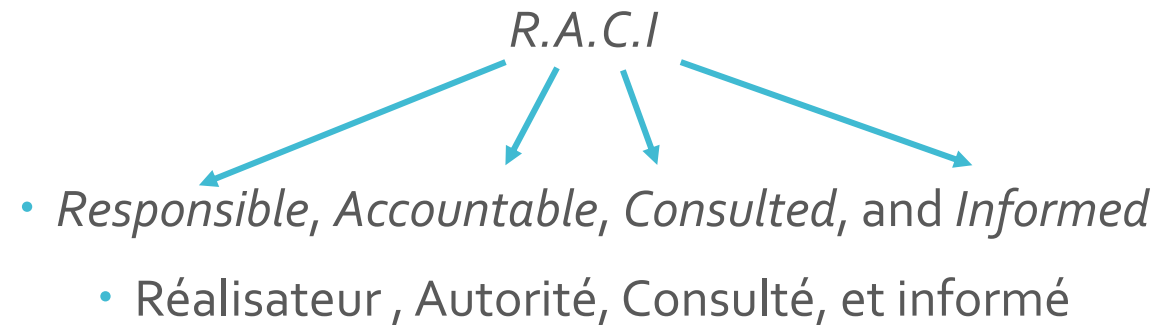 R.A.C.I
• Responsible, Accountable, Consulted, and Informed
• Réalisateur , Autorité, Consulté, et informé